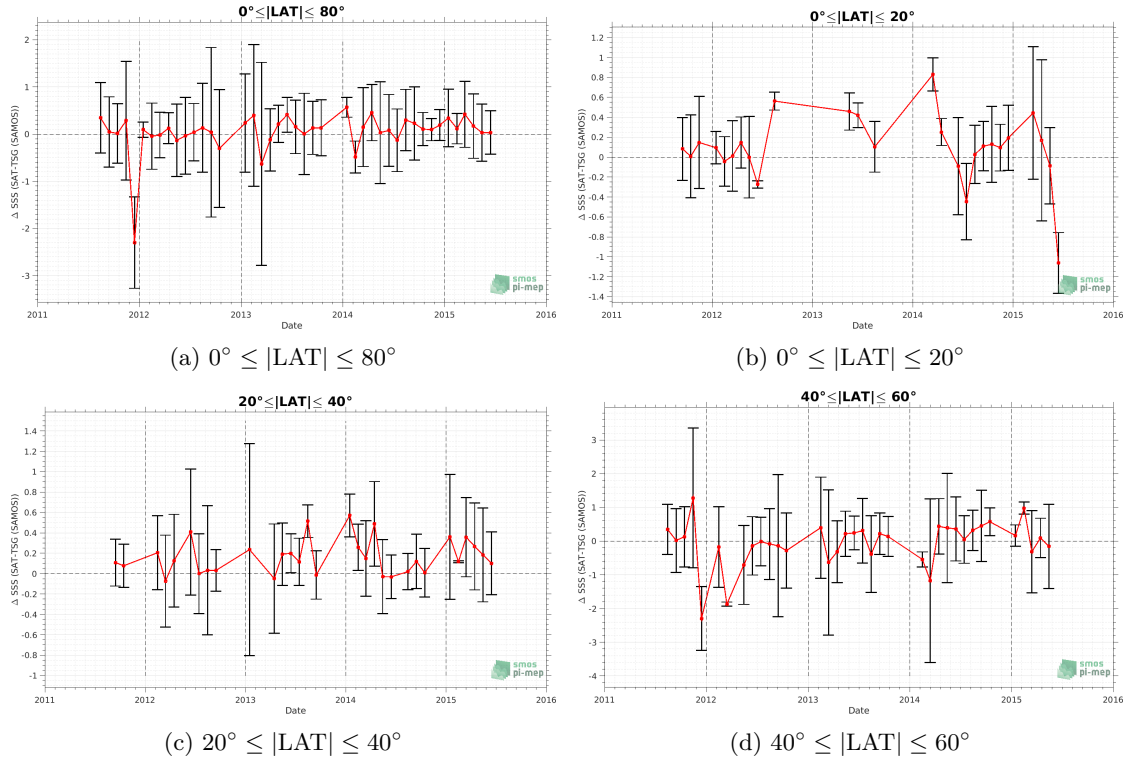 0°≤|LAT|≤ 80°
2
1
0
-1
-2
-3
Δ SSS (SAT-TSG (SAMOS))
2011 2012 2013 2014 2015 2016
Date
smos
pi-mep
(a) 0° ≤ |LAT| ≤ 80°
0°≤|LAT|≤ 20°
1.2
1
0.8
0.6
0.4
0.2
0
-0.2
-0.4
-0.6
-0.8
-1
-1.2
-1.4
Δ SSS (SAT-TSG (SAMOS))
2011 2012 2013 2014 2015 2016
Date
smos
pi-mep
(b) 0° ≤ |LAT| ≤ 20°
20°≤|LAT|≤ 40°
1.4
1.2
1
0.8
0.6
0.4
0.2
0
-0.2
-0.4
-0.6
-0.8
-1
Δ SSS (SAT-TSG (SAMOS))
2011 2012 2013 2014 2015 2016
Date
smos
pi-mep
(c) 20° ≤ |LAT| ≤ 40°
40°≤|LAT|≤ 60°
3
2
1
0
-1
-2
-3
-4
Δ SSS (SAT-TSG (SAMOS))
2011 2012 2013 2014 2015 2016
Date
smos
pi-mep
(d) 40° ≤ |LAT| ≤ 60°